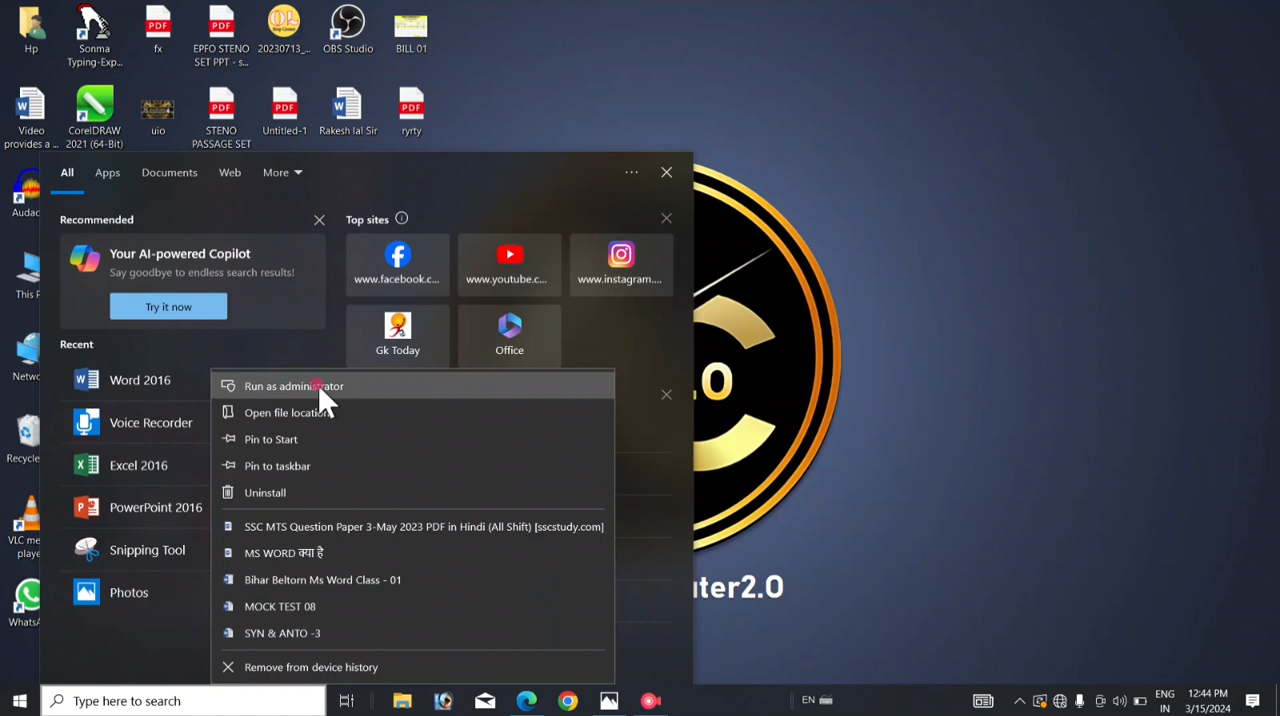 Hp
Sonma
Typing-Exp...
fx
EPFO STENO
SET PPT - s...
20230713_...
OBS Studio
BILL 01
Video
provides a ...
CorelDRAW
2021 (64-Bit)
uio
STENO
PASSAGE SET
Untitled-1
Rakesh lal Sir
ryrty
Audac
This P
Netwo
Recycle
VLC me
playe
WhatsA
All
Apps
Documents
Web
More
Recommended
Your AI-powered Copilot
Say goodbye to endless search results!
Try it now
Top sites
www.facebook.c...
www.youtube.c...
www.instagram....
Gk Today
Office
Recent
Word 2016
Voice Recorder
Excel 2016
PowerPoint 2016
Snipping Tool
Photos
Run as administrator
Open file location
Pin to Start
Pin to taskbar
Uninstall
SSC MTS Question Paper 3-May 2023 PDF in Hindi (All Shift) [sscstudy.com]
MS WORD क्या है
Bihar Beltorn Ms Word Class - 01
MOCK TEST 08
SYN & ANTO -3
Remove from device history
.0
uter2.0
Type here to search
EN
ENG
IN
12:44 PM
3/15/2024